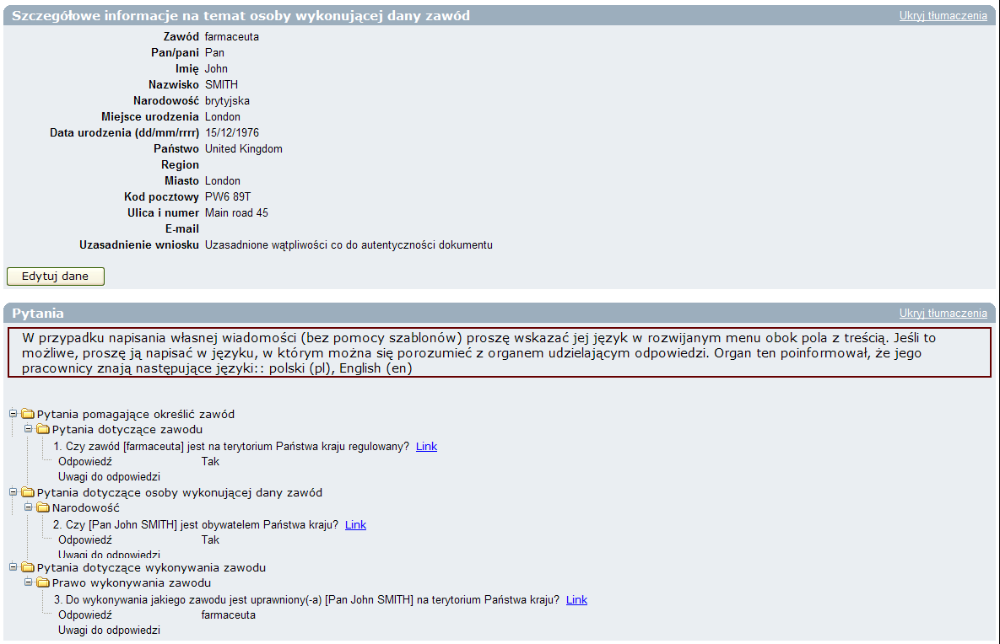 Szczegółowe informacje na temat osoby wykonującej dany zawód Ukryj tłumaczenia
Zawód farmaceuta
Pan/pani Pan
Imię John
Nazwisko SMITH
Narodowość brytyjska
Miejsce urodzenia London
Data urodzenia (dd/mm/rrrr) 15/12/1976
Państwo United Kingdom
Region
Miasto London
Kod pocztowy PW6 89T
Ulica i numer Main road 45
E-mail
Uzasadnienie wniosku Uzasadnione wątpliwości co do autentyczności dokumentu
Edytuj dane
Pytania Ukryj tłumaczenia
W przypadku napisania własnej wiadomości (bez pomocy szablonów) proszę wskazać jej język w rozwijanym menu obok pola z treścią. Jeśli to
możliwe, proszę ją napisać w języku, w którym można się porozumieć z organem udzielającym odpowiedzi. Organ ten poinformował, że jego
pracownicy znają następujące języki:: polski (pl), English (en)
Pytania pomagające określić zawód
Pytania dotyczące zawodu
1. Czy zawód [farmaceuta] jest na terytorium Państwa kraju regulowany? Link
Odpowiedź Tak
Uwagi do odpowiedzi
Pytania dotyczące osoby wykonującej dany zawód
Narodowość
2. Czy [Pan John SMITH] jest obywatelem Państwa kraju? Link
Odpowiedź Tak
Uwagi do odpowiedzi
Pytania dotyczące wykonywania zawodu
Prawo wykonywania zawodu
3. Do wykonywania jakiego zawodu jest uprawniony(-a) [Pan John SMITH] na terytorium Państwa kraju? Link
Odpowiedź farmaceuta
Uwagi do odpowiedzi